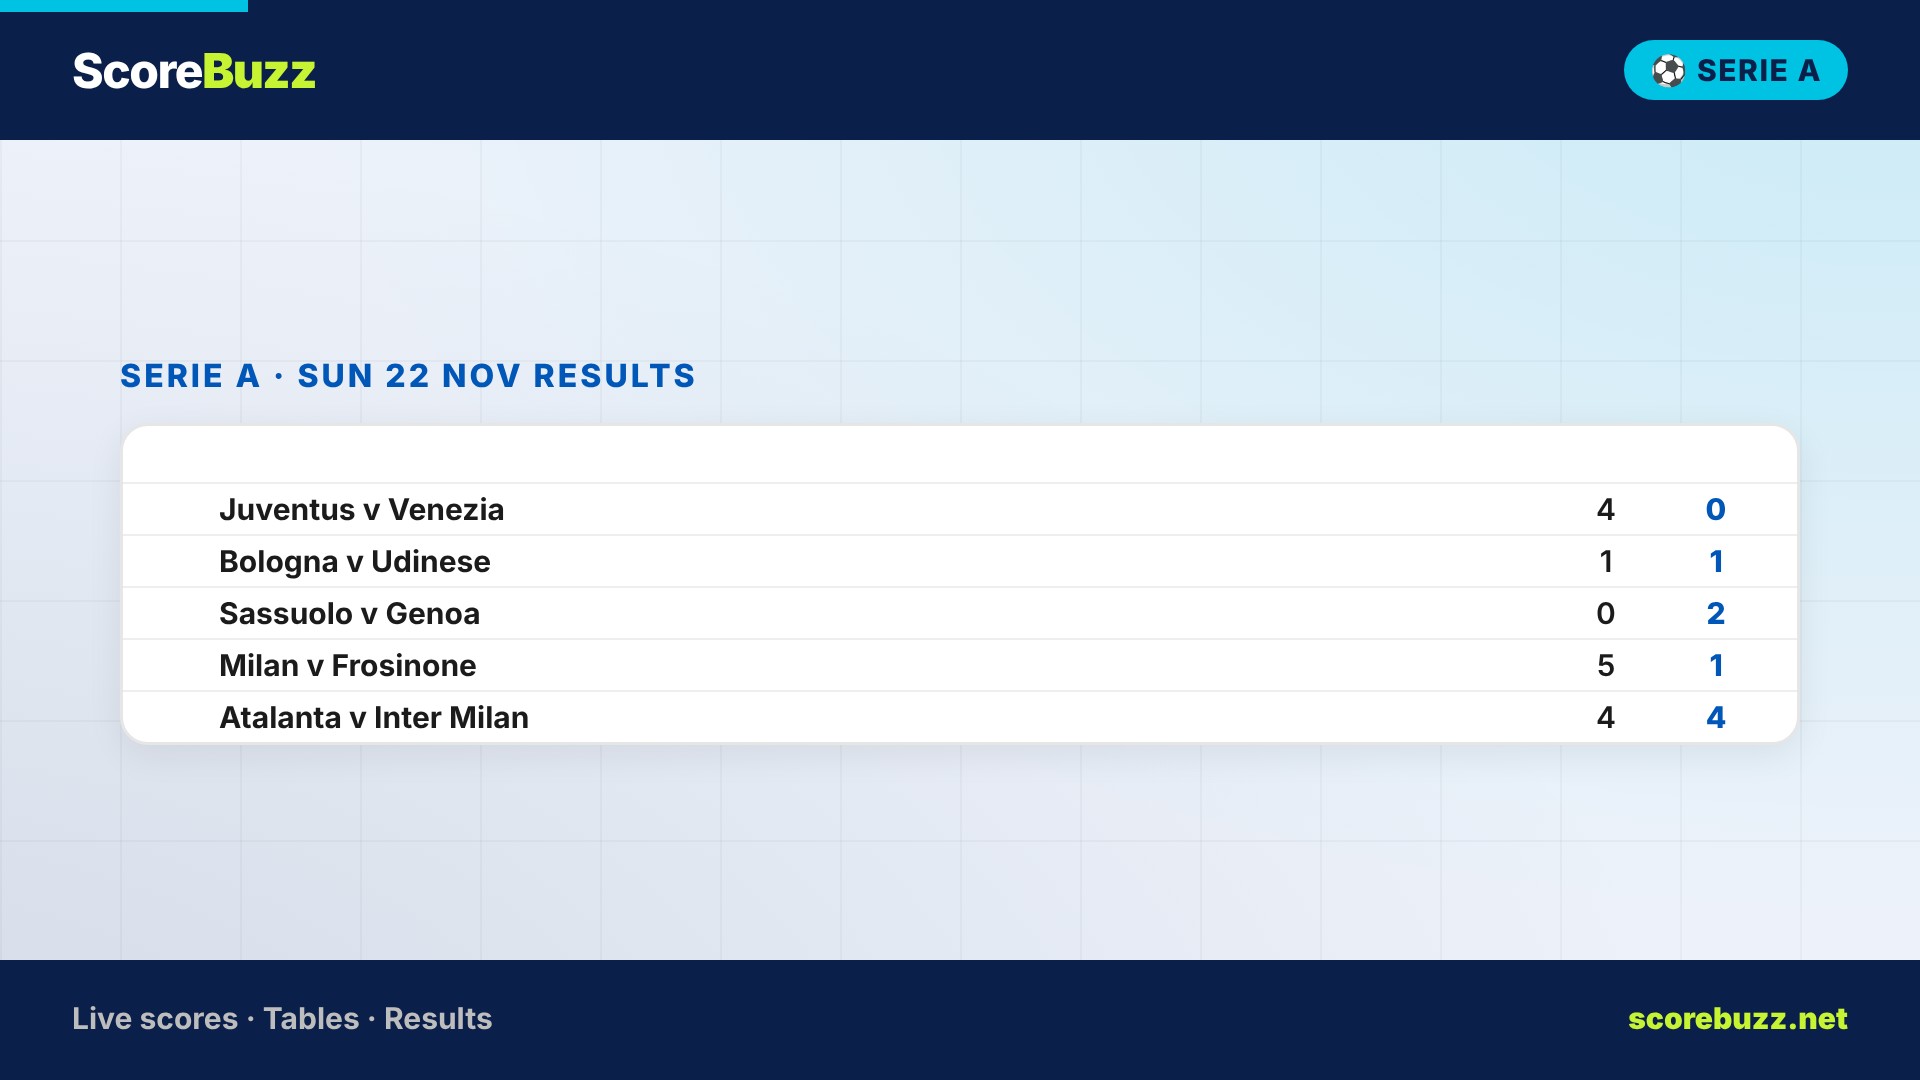 ScoreBuzz
⚽ SERIE A
SERIE A · SUN 22 NOV RESULTS
Juventus v Venezia 4 0
Bologna v Udinese 1 1
Sassuolo v Genoa 0 2
Milan v Frosinone 5 1
Atalanta v Inter Milan 4 4
Live scores · Tables · Results
scorebuzz.net